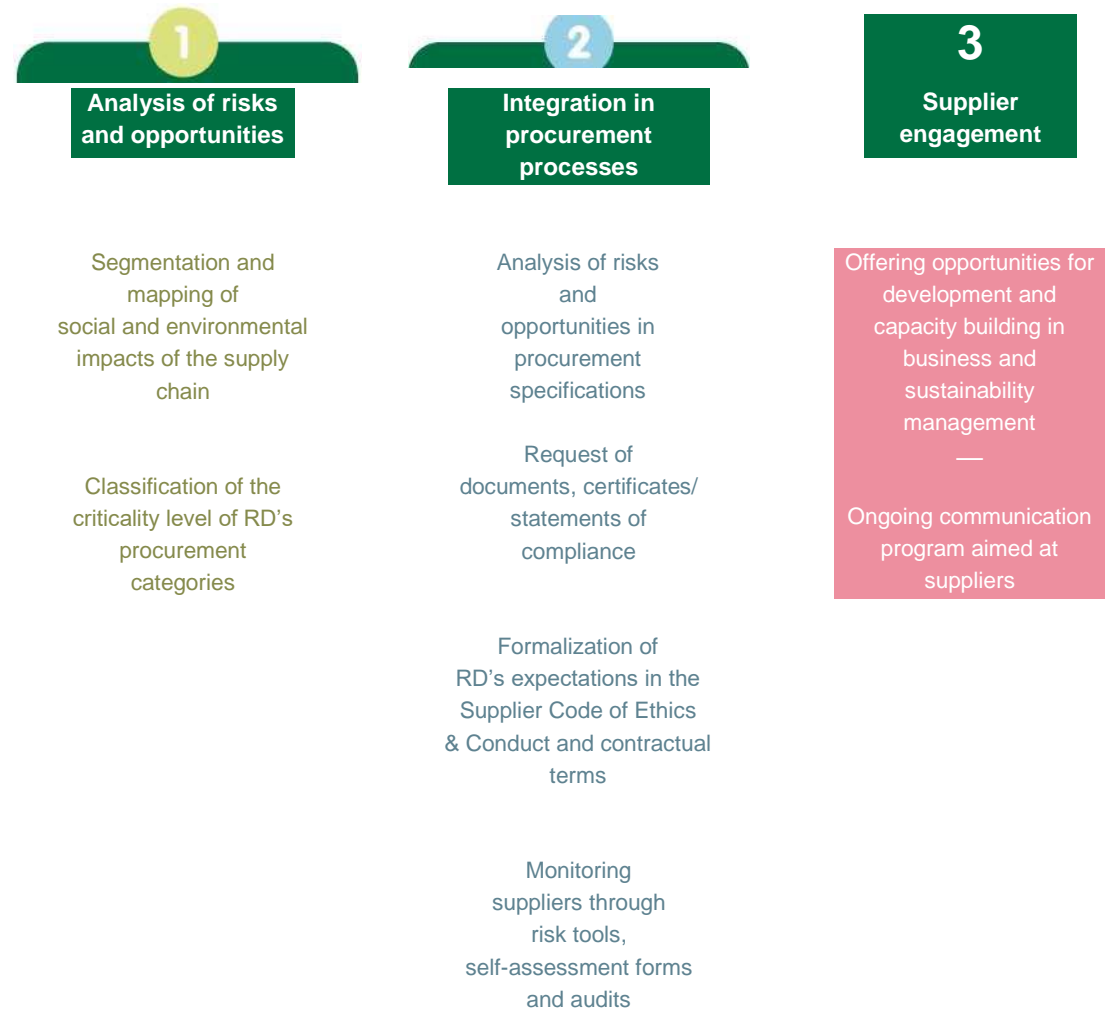 1
Analysis of risks
and opportunities
Segmentation and
mapping of
social and environmental
impacts of the supply
chain
Classification of the
criticality level of RD’s
procurement
categories
2
Integration in
procurement
processes
Analysis of risks
and
opportunities in
procurement
specifications
Request of
documents, certificates/
statements of
compliance
Formalization of
RD’s expectations in the
Supplier Code of Ethics
& Conduct and contractual
terms
Monitoring
suppliers through
risk tools,
self-assessment forms
and audits
3
Supplier
engagement
Offering opportunities for
development and
capacity building in
business and
sustainability
management
—
Ongoing communication
program aimed at
suppliers